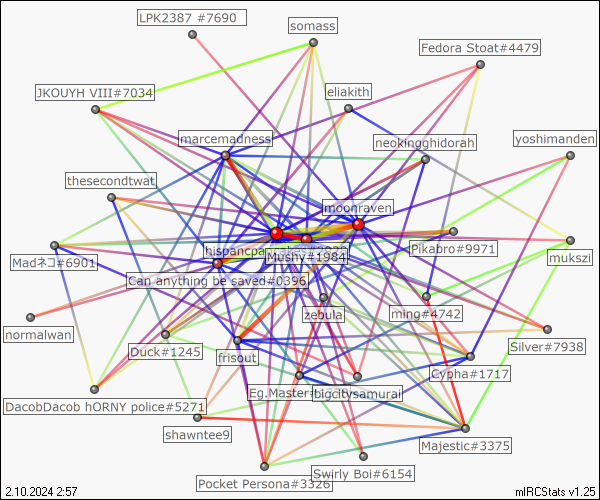 LPK2387 #7690
somass
Fedora Stoat#4479
JKOUYH VIII#7034
eliakith
marcemadness
neokingghidorah
yoshimanden
thesecondtwat
moonraven
hispancpa
Pikabro#9971
mukszi
Mushy#1984
Madネコ#6901
Can anything be saved#0396
zebula
ming#4742
normalwan
Duck#1245
frisout
Silver#7938
Cypha#1717
Eg.Master
bigcitysamurai
DacobDacob hORNY police#5271
shawntee9
Majestic#3375
Swirly Boi#6154
Pocket Persona#3326
2.10.2024 2:57
mIRCStats v1.25